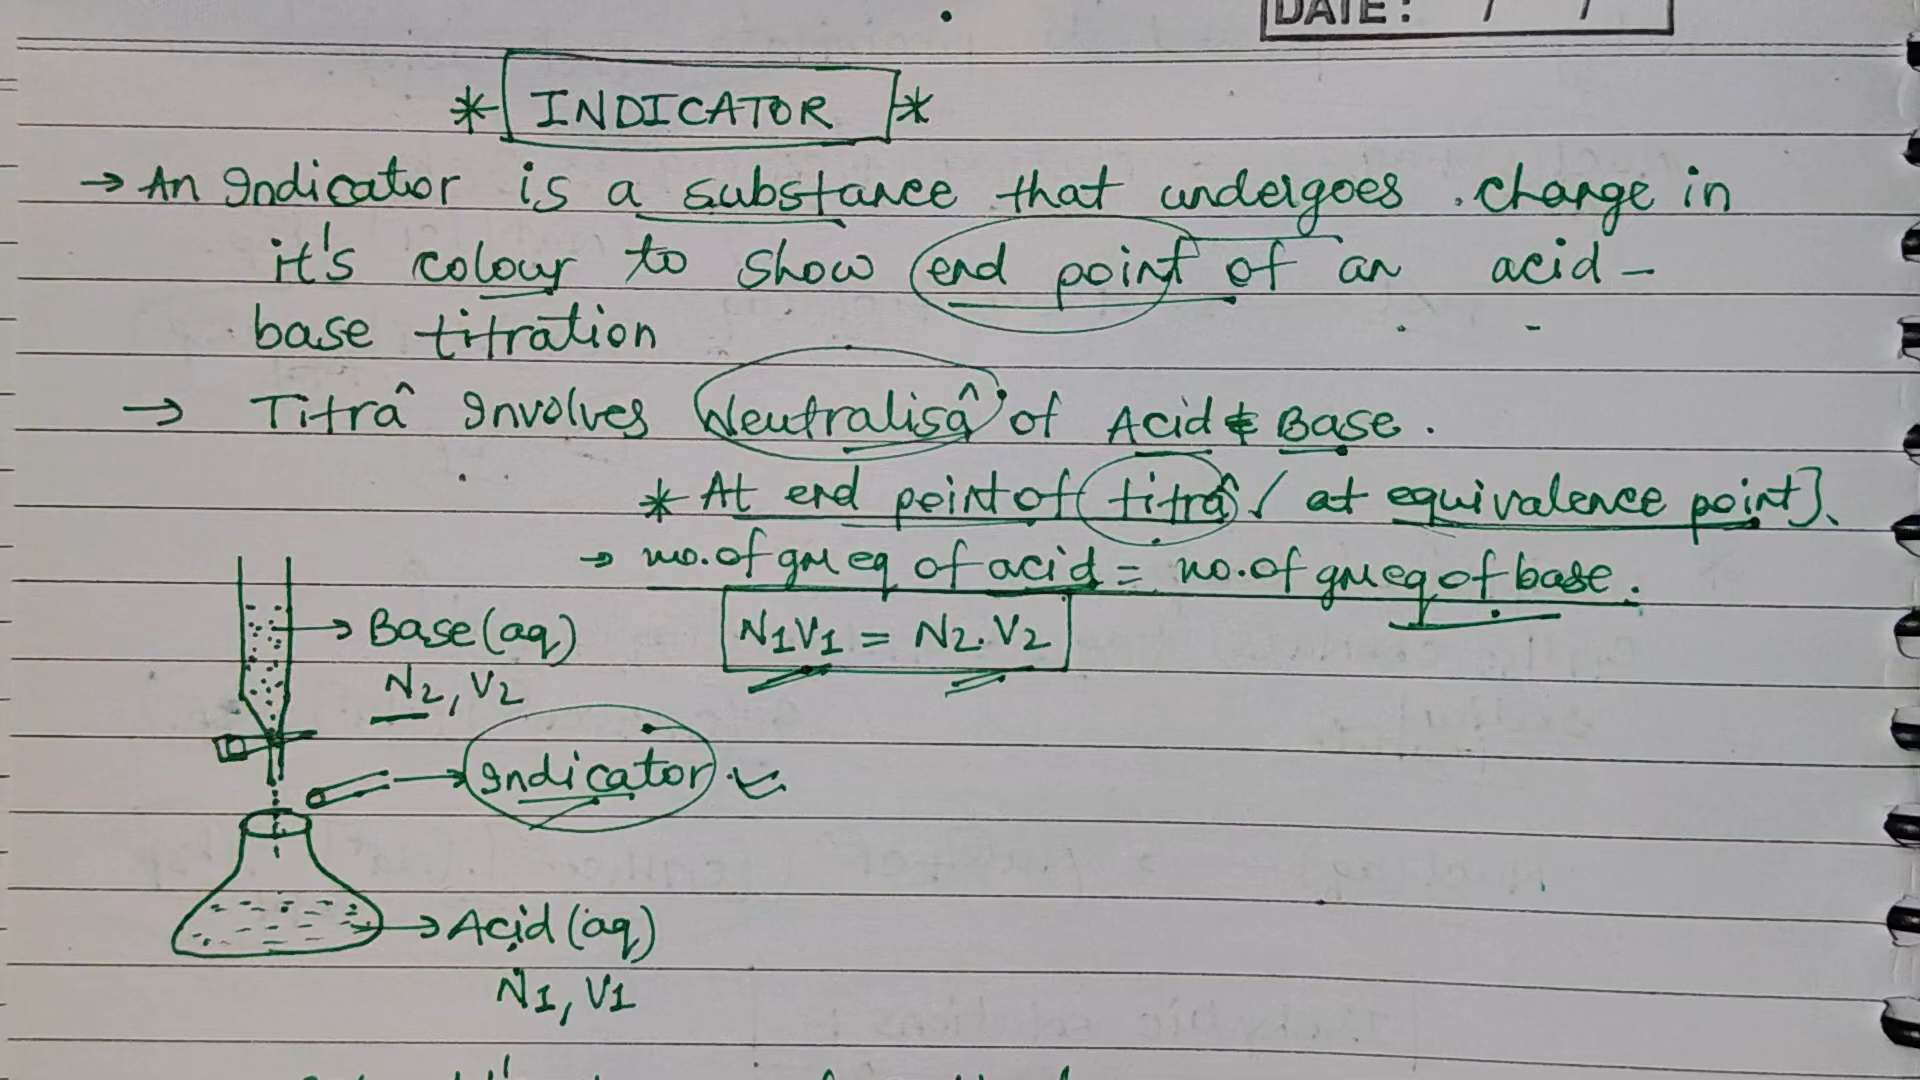 DATE: / /
* INDICATOR *
→ An Indicator is a substance that undergoes change in
it's colour to show end point of an acid-
base titration
→ Titrâ Involves Neutralisâ of Acid & Base.
* At end point of titrâ / at equivalence point].
→ no. of gm eq of acid = no. of gm eq of base.
N1V1 = N2.V2
→ Base(aq)
N2, V2
→ Indicator
→ Acid (aq)
N1, V1